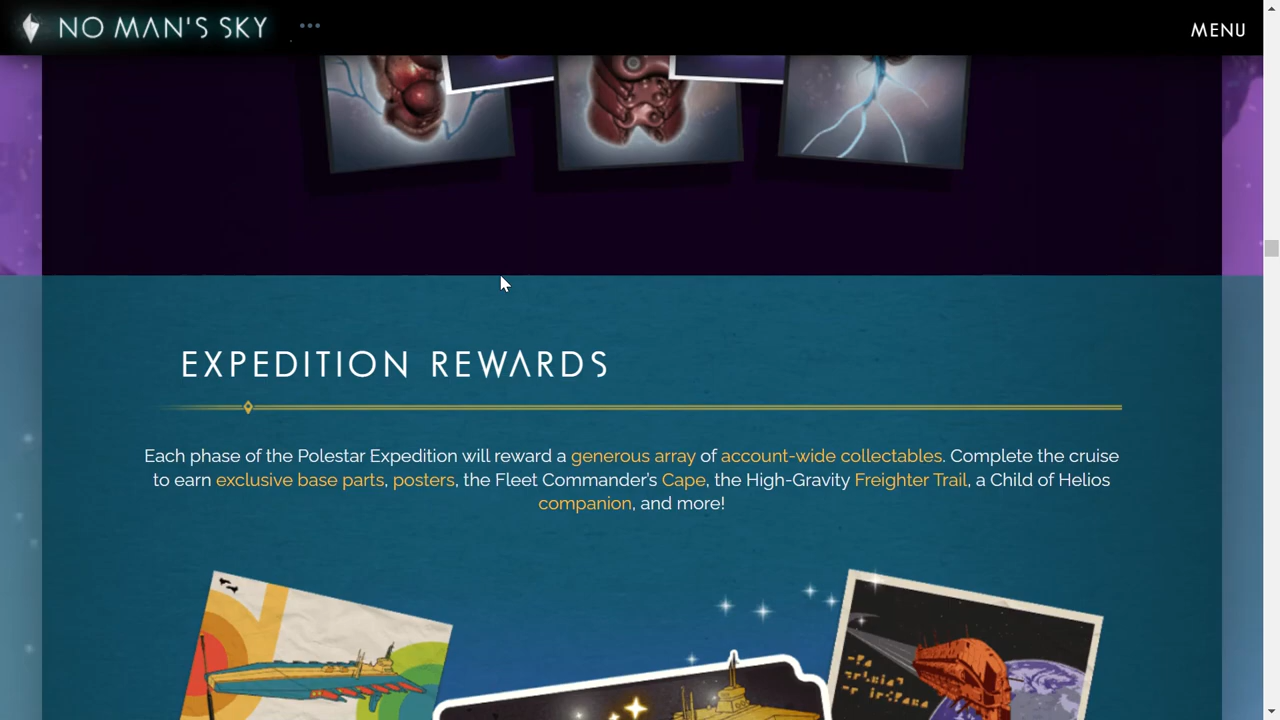 NO MAN'S SKY
MENU
EXPEDITION REWARDS
Each phase of the Polestar Expedition will reward a generous array of account-wide collectables. Complete the cruise
to earn exclusive base parts, posters, the Fleet Commander’s Cape, the High-Gravity Freighter Trail, a Child of Helios
companion, and more!